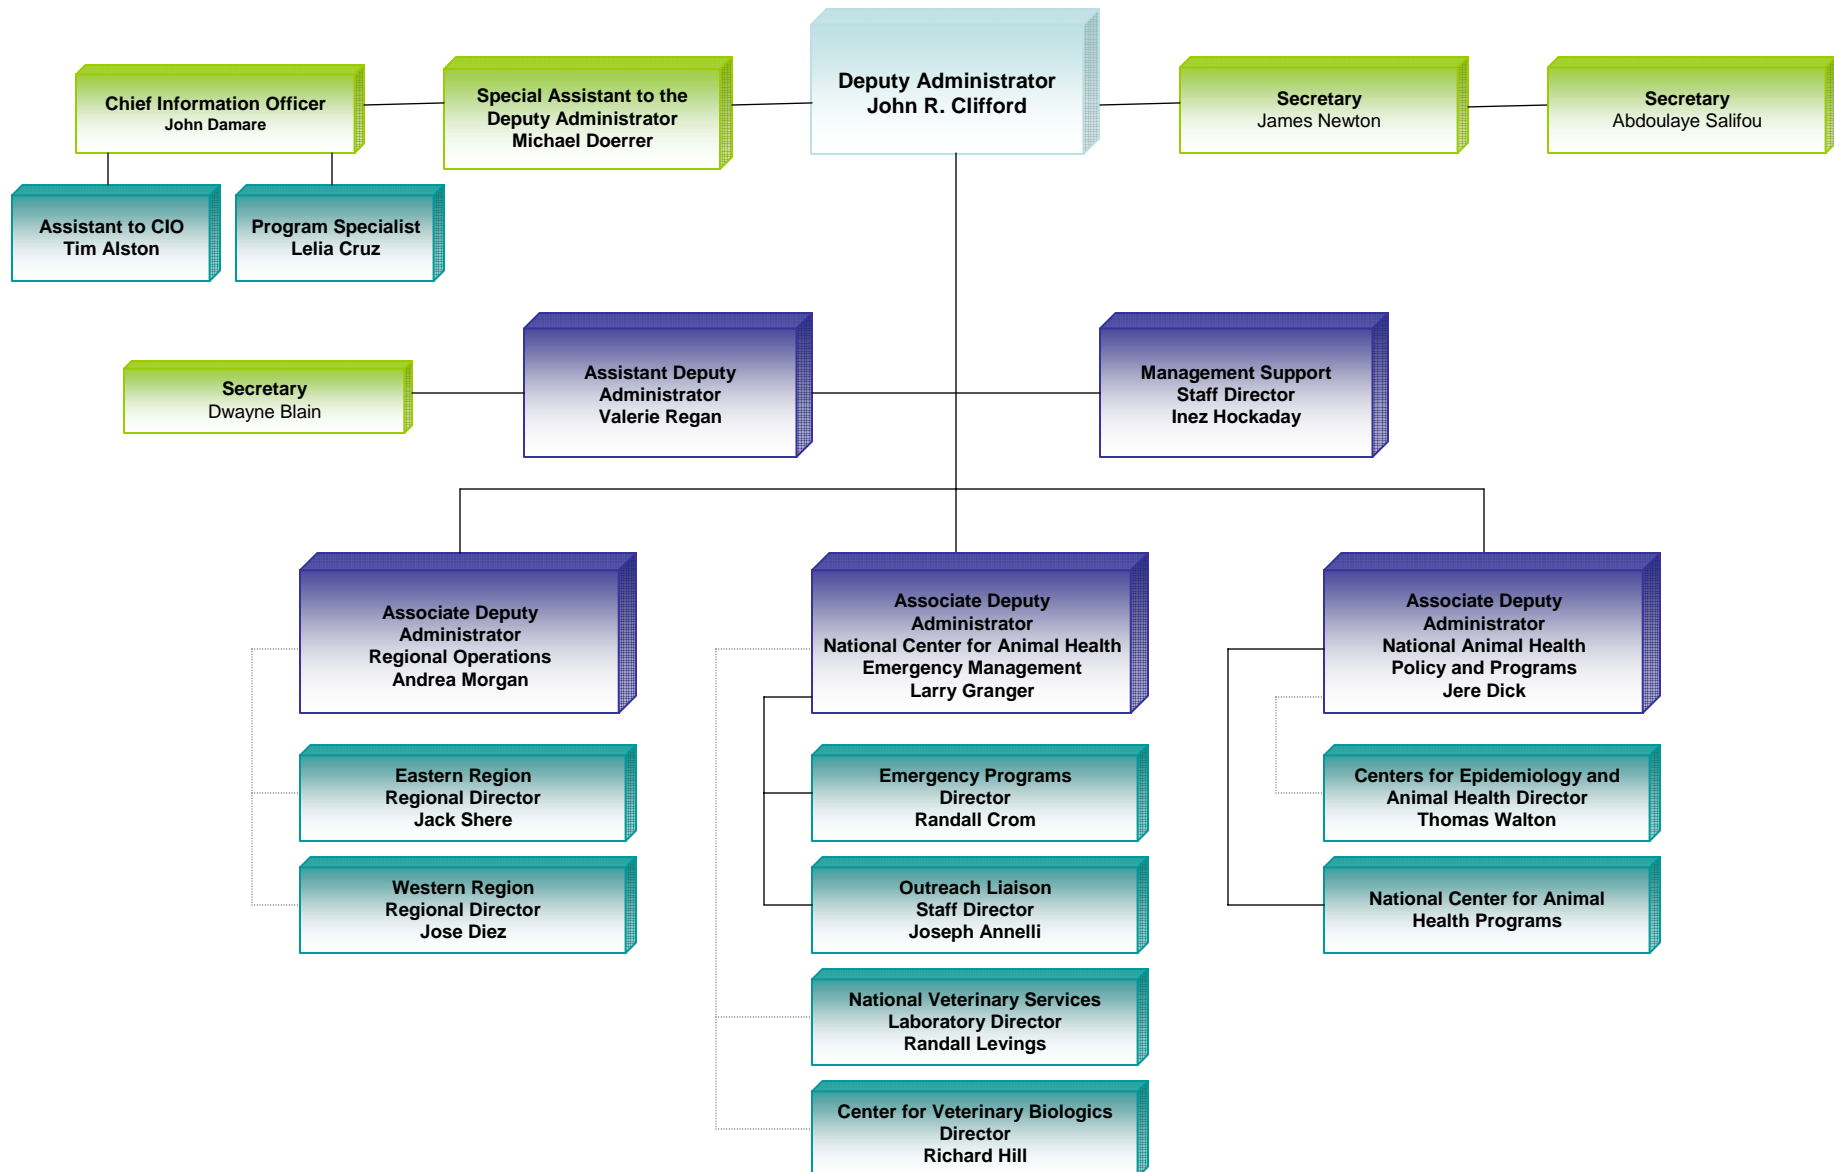 Deputy Administrator
John R. Clifford
Chief Information Officer
John Damare
Special Assistant to the
Deputy Administrator
Michael Doerrer
Secretary
James Newton
Secretary
Abdoulaye Salifou
Assistant to CIO
Tim Alston
Program Specialist
Lelia Cruz
Secretary
Dwayne Blain
Assistant Deputy
Administrator
Valerie Regan
Management Support
Staff Director
Inez Hockaday
Associate Deputy
Administrator
Regional Operations
Andrea Morgan
Associate Deputy
Administrator
National Center for Animal Health
Emergency Management
Larry Granger
Associate Deputy
Administrator
National Animal Health
Policy and Programs
Jere Dick
Eastern Region
Regional Director
Jack Shere
Emergency Programs
Director
Randall Crom
Centers for Epidemiology and
Animal Health Director
Thomas Walton
Western Region
Regional Director
Jose Diez
Outreach Liaison
Staff Director
Joseph Annelli
National Center for Animal
Health Programs
National Veterinary Services
Laboratory Director
Randall Levings
Center for Veterinary Biologics
Director
Richard Hill